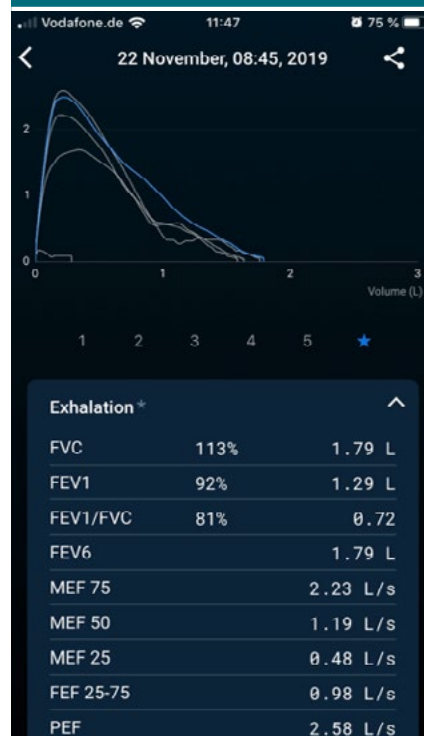 Vodafone.de 11:47 75 %
22 November, 08:45, 2019
2
1
0
0 1 2 3
Volume (L)
1 2 3 4 5
Exhalation*
FVC 113% 1.79 L
FEV1 92% 1.29 L
FEV1/FVC 81% 0.72
FEV6 1.79 L
MEF 75 2.23 L/s
MEF 50 1.19 L/s
MEF 25 0.48 L/s
FEF 25-75 0.98 L/s
PEF 2.58 L/s